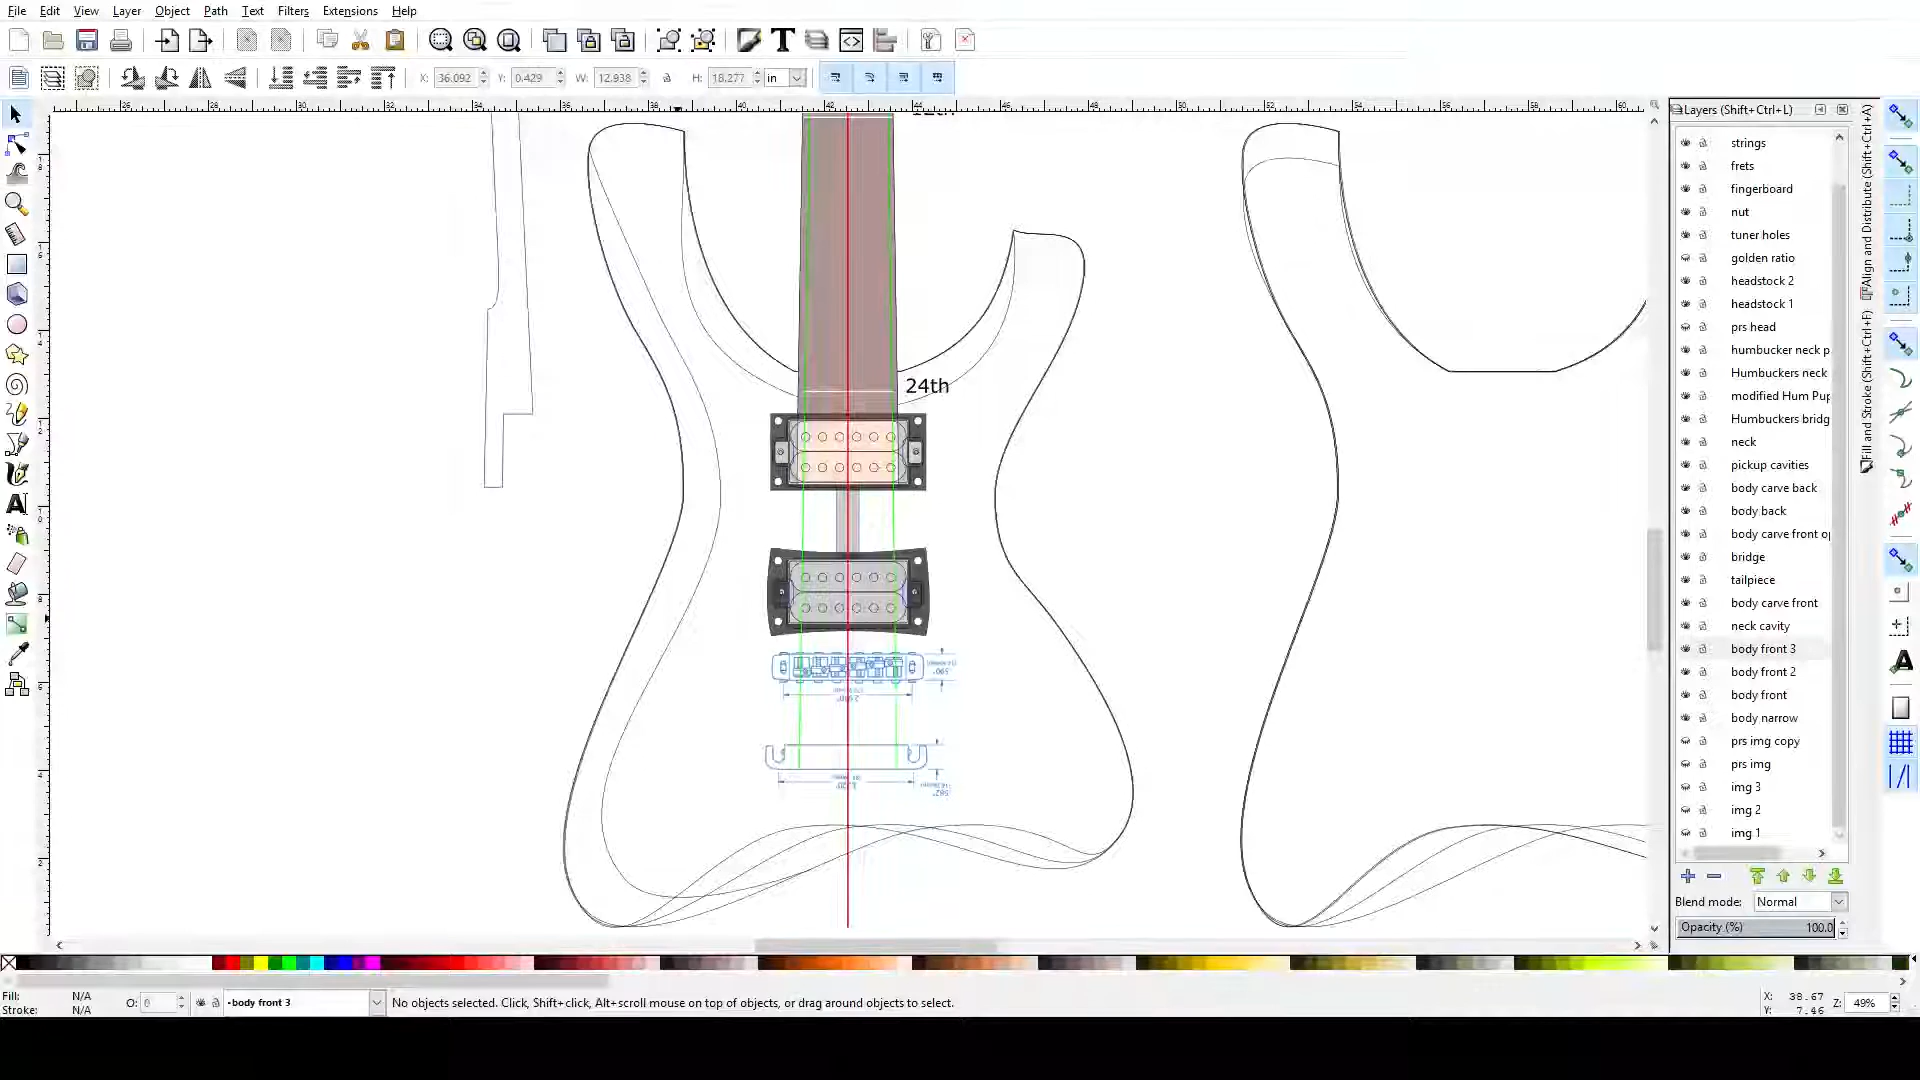 File Edit View Layer Object Path Text Filters Extensions Help
X: 36.092 Y: 0.429 W: 12.938 H: 18.277 in
Layers (Shift+Ctrl+L)
strings
frets
fingerboard
nut
tuner holes
golden ratio
headstock 2
headstock 1
prs head
humbucker neck p
Humbuckers neck
modified Hum Pup
Humbuckers bridg
neck
pickup cavities
body carve back
body back
body carve front op
bridge
tailpiece
body carve front
neck cavity
body front 3
body front 2
body front
body narrow
prs img copy
prs img
img 3
img 2
img 1
Blend mode: Normal
Opacity (%) 100.0
Align and Distribute (Shift+Ctrl+A)
Fill and Stroke (Shift+Ctrl+F)
12th
24th
Fill: N/A
Stroke: N/A
O: 0
-body front 3
No objects selected. Click, Shift+click, Alt+scroll mouse on top of objects, or drag around objects to select.
X: 38.67
Y: 7.46
Z: 49%